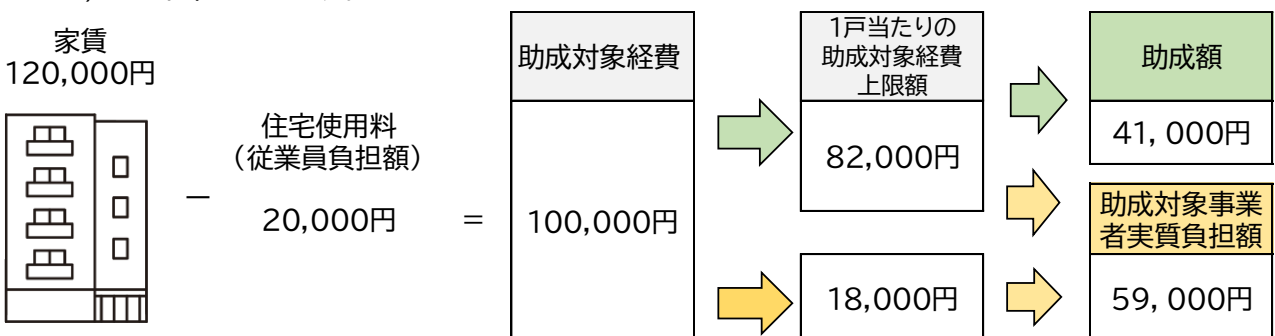 家賃
120,000円
－
住宅使用料
（従業員負担額）
20,000円
＝
助成対象経費
100,000円
1戸当たりの
助成対象経費
上限額
82,000円
18,000円
助成額
41,000円
助成対象事業
者実質負担額
59,000円